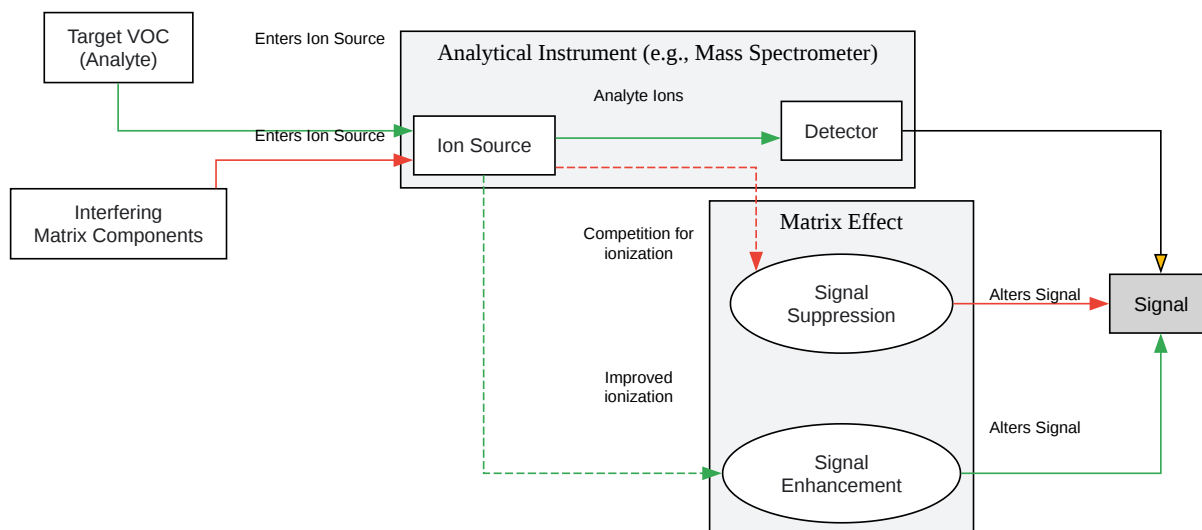 Target VOC
(Analyte)
Enters Ion Source
Analytical Instrument (e.g., Mass Spectrometer)
Analyte Ions
Enters Ion Source
Ion Source
Detector
Interfering
Matrix Components
Matrix Effect
Competition for
ionization
Signal
Suppression
Alters Signal
Signal
Improved
ionization
Alters Signal
Signal
Enhancement